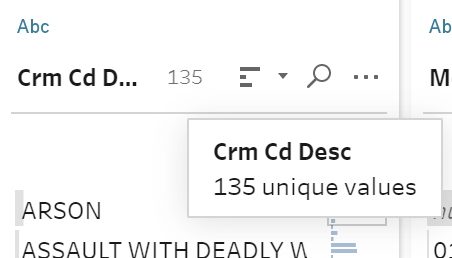 Abc
Ab
Crm Cd D... 135
M
Crm Cd Desc
135 unique values
ARSON
ASSAULT WITH DEADLY W
01